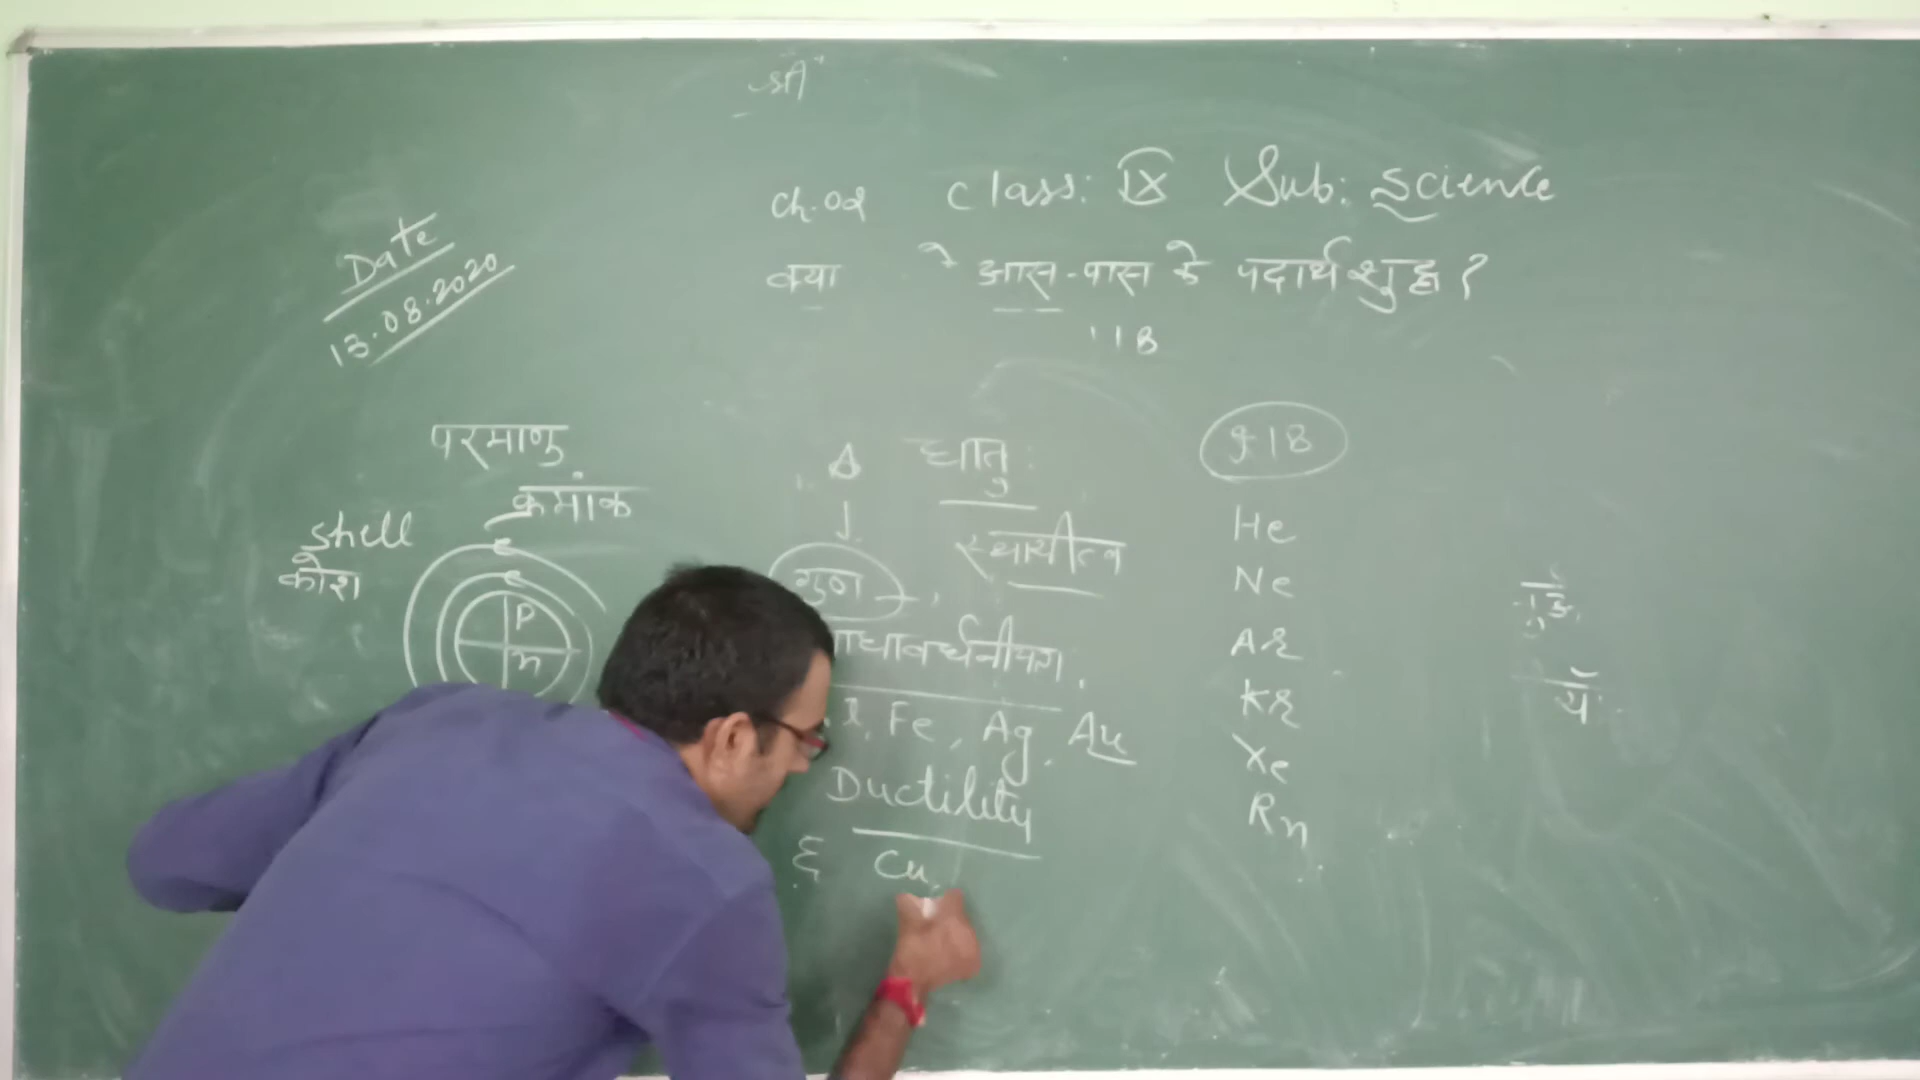 श्री
Ch-02 Class: IX Sub: Science
क्या आस-पास के पदार्थ शुद्ध?
Date
13.08.2020
118
परमाणु
क्रमांक
shell
कोश
P
n
धातु:
स्थायीत्व
गुण
Fe, Ag, Au
Ductility
Cu,
18
He
Ne
Ar
Kr
Xe
Rn